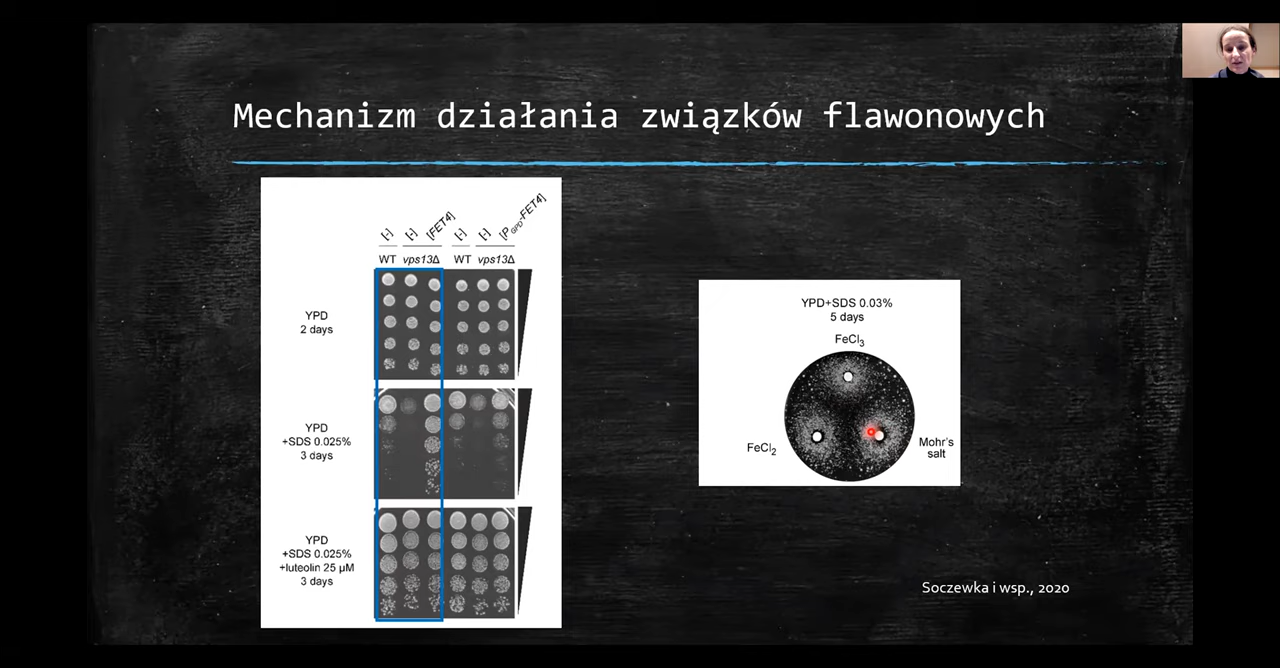 Mechanizm działania związków flawonowych
[-] [-] [FET4] [-] [-] [P_GPD-FET4]
WT vps13Δ WT vps13Δ
YPD
2 days
YPD
+SDS 0.025%
3 days
YPD
+SDS 0.025%
+luteolin 25 µM
3 days
YPD+SDS 0.03%
5 days
FeCl₃
FeCl₂
Mohr's
salt
Soczewka i wsp., 2020